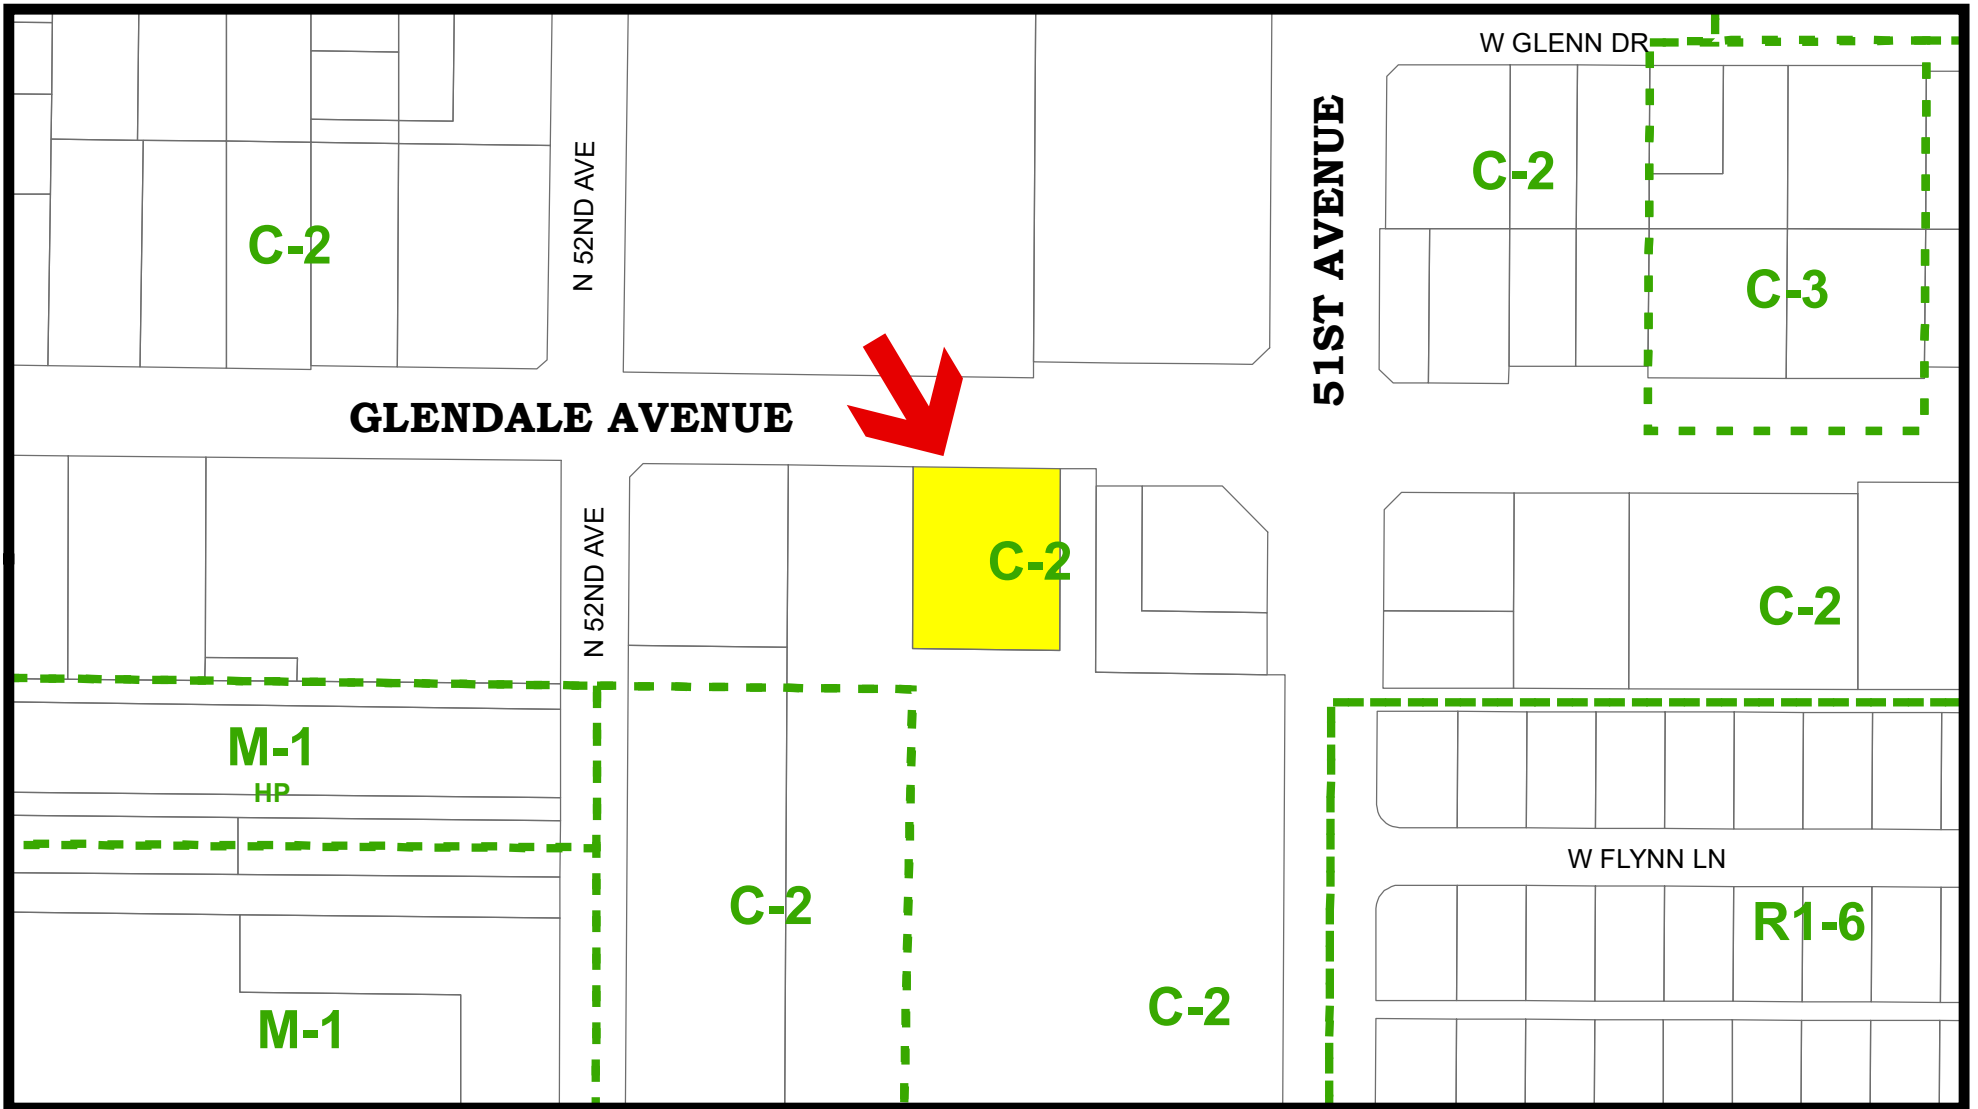 W GLENN DR
51ST AVENUE
C-2
N 52ND AVE
C-2
C-3
GLENDALE AVENUE
N 52ND AVE
C-2
C-2
M-1
HP
W FLYNN LN
C-2
R1-6
C-2
M-1